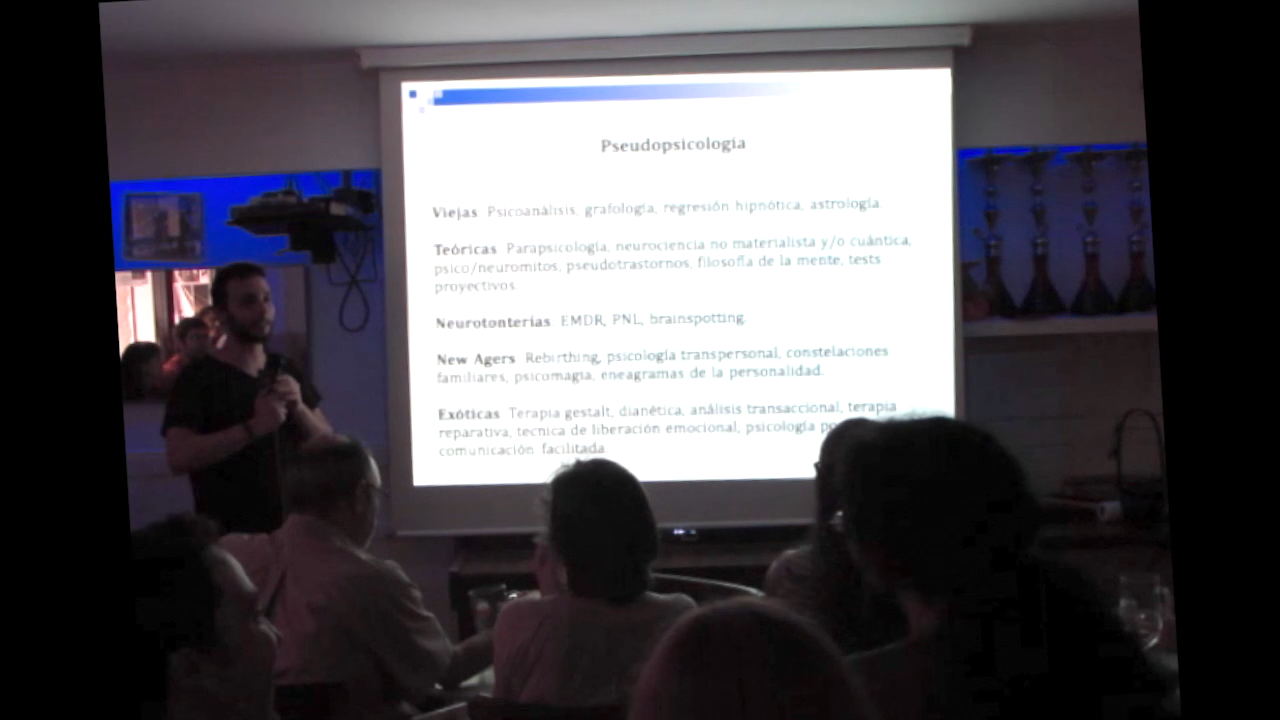 Pseudopsicología
Viejas Psicoanálisis, grafología, regresión hipnótica, astrología.
Teóricas Parapsicología, neurociencia no materialista y/o cuántica,
psico/neuromitos, pseudotrastornos, filosofía de la mente, tests
proyectivos.
Neurotonterías EMDR, PNL, brainspotting.
New Agers Rebirthing, psicología transpersonal, constelaciones
familiares, psicomagia, eneagramas de la personalidad.
Exóticas Terapia gestalt, dianética, análisis transaccional, terapia
reparativa, tecnica de liberación emocional, psicología
comunicación facilitada.